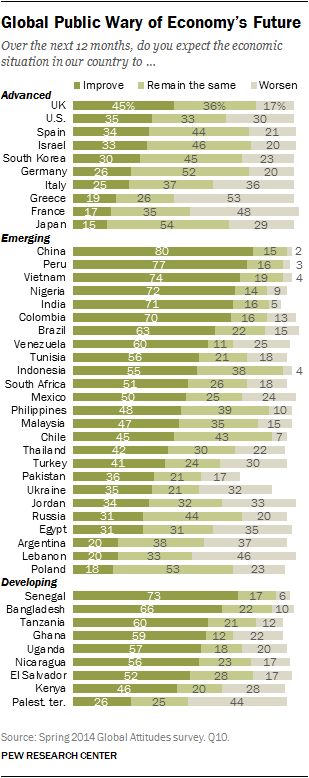 Global Public Wary of Economy's Future
Over the next 12 months, do you expect the economic
situation in our country to ...
Improve Remain the same Worsen
Advanced
UK 45% 36% 17%
U.S. 35 33 30
Spain 34 44 21
Israel 33 46 20
South Korea 30 45 23
Germany 26 52 20
Italy 25 37 36
Greece 19 26 53
France 17 35 48
Japan 15 54 29
Emerging
China 80 15 2
Peru 77 16 3
Vietnam 74 19 4
Nigeria 72 14 9
India 71 16 5
Colombia 70 16 13
Brazil 63 22 15
Venezuela 60 11 25
Tunisia 56 21 18
Indonesia 55 38 4
South Africa 51 26 18
Mexico 50 25 24
Philippines 48 39 10
Malaysia 47 35 15
Chile 45 43 7
Thailand 42 30 22
Turkey 41 24 30
Pakistan 36 21 17
Ukraine 35 21 32
Jordan 34 32 33
Russia 31 44 20
Egypt 31 31 35
Argentina 20 38 37
Lebanon 20 33 46
Poland 18 53 23
Developing
Senegal 73 17 6
Bangladesh 66 22 10
Tanzania 60 21 12
Ghana 59 12 22
Uganda 57 18 20
Nicaragua 56 23 17
El Salvador 52 28 17
Kenya 46 20 28
Palest. ter. 26 25 44
Source: Spring 2014 Global Attitudes survey. Q10.
PEW RESEARCH CENTER